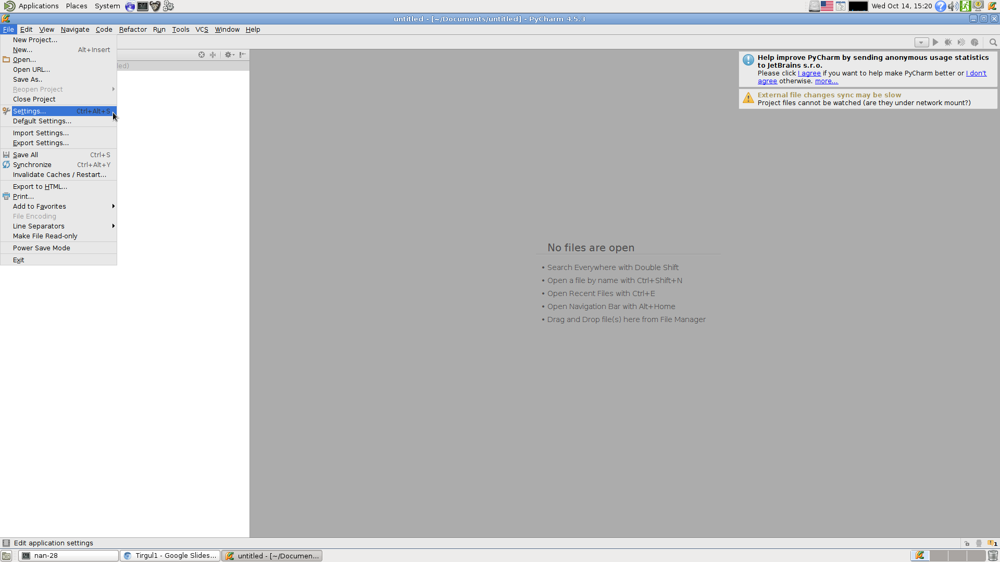 Applications Places System
Wed Oct 14, 15:20
untitled - [~/Documents/untitled] - PyCharm 4.5.3
File Edit View Navigate Code Refactor Run Tools VCS Window Help
New Project...
New... Alt+Insert
Open...
Open URL...
Save As..
Reopen Project
Close Project
Settings... Ctrl+Alt+S
Default Settings...
Import Settings...
Export Settings...
Save All Ctrl+S
Synchronize Ctrl+Alt+Y
Invalidate Caches / Restart...
Export to HTML...
Print...
Add to Favorites
File Encoding
Line Separators
Make File Read-only
Power Save Mode
Exit
led)
Help improve PyCharm by sending anonymous usage statistics
to JetBrains s.r.o.
Please click I agree if you want to help make PyCharm better or I don't
agree otherwise. more...
External file changes sync may be slow
Project files cannot be watched (are they under network mount?)
No files are open
• Search Everywhere with Double Shift
• Open a file by name with Ctrl+Shift+N
• Open Recent Files with Ctrl+E
• Open Navigation Bar with Alt+Home
• Drag and Drop file(s) here from File Manager
Edit application settings
1
nan-28
Tirgul1 - Google Slides...
untitled - [~/Documen...